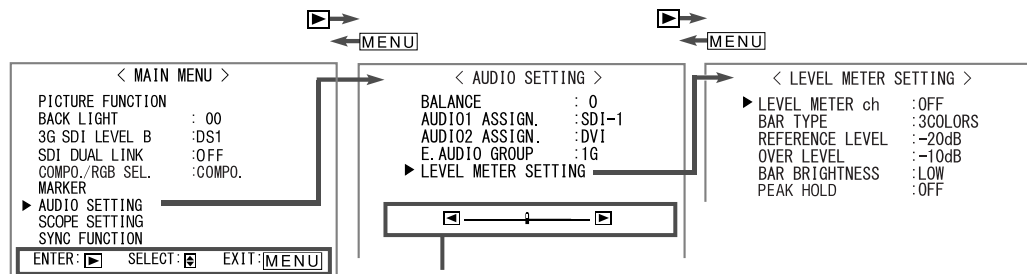 MENU
MENU
< MAIN MENU >
PICTURE FUNCTION
BACK LIGHT : 00
3G SDI LEVEL B :DS1
SDI DUAL LINK :OFF
COMPO./RGB SEL. :COMPO.
MARKER
AUDIO SETTING
SCOPE SETTING
SYNC FUNCTION
ENTER: SELECT: EXIT:MENU
< AUDIO SETTING >
BALANCE : 0
AUDIO1 ASSIGN. :SDI-1
AUDIO2 ASSIGN. :DVI
E. AUDIO GROUP :1G
LEVEL METER SETTING
< LEVEL METER SETTING >
LEVEL METER ch :OFF
BAR TYPE :3COLORS
REFERENCE LEVEL :-20dB
OVER LEVEL :-10dB
BAR BRIGHTNESS :LOW
PEAK HOLD :OFF